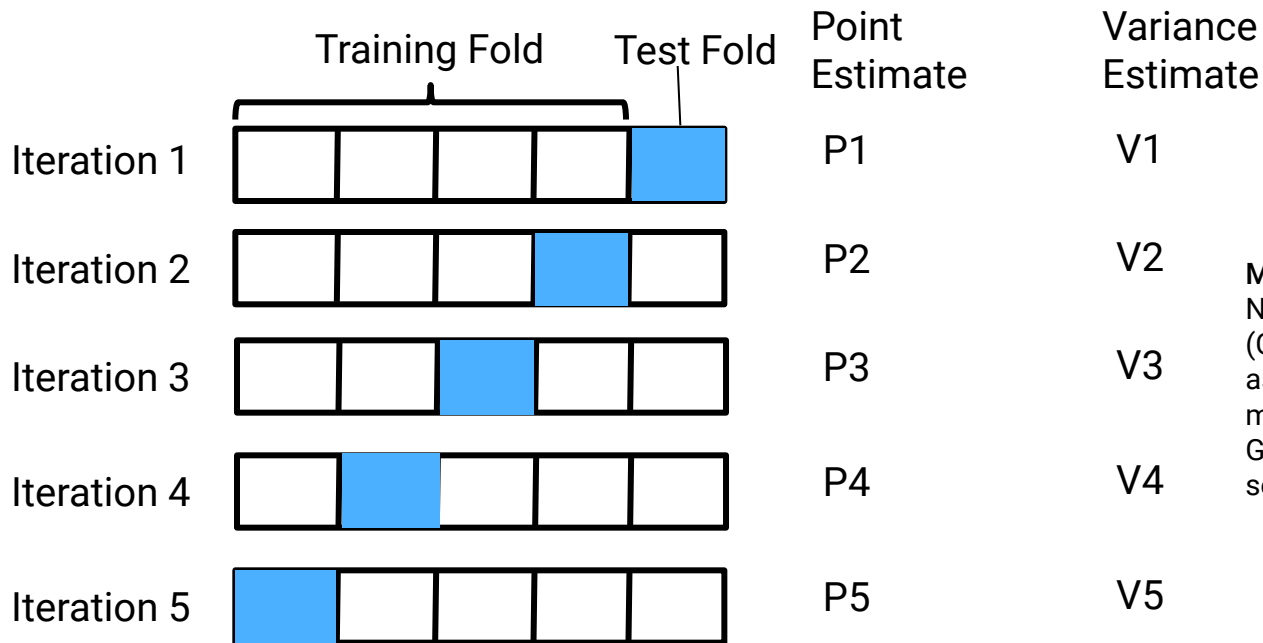 Training Fold
Test Fold
Point
Estimate
Variance
Estimate
Iteration 1
P1
V1
Iteration 2
P2
V2
Iteration 3
P3
V3
Iteration 4
P4
V4
Iteration 5
P5
V5